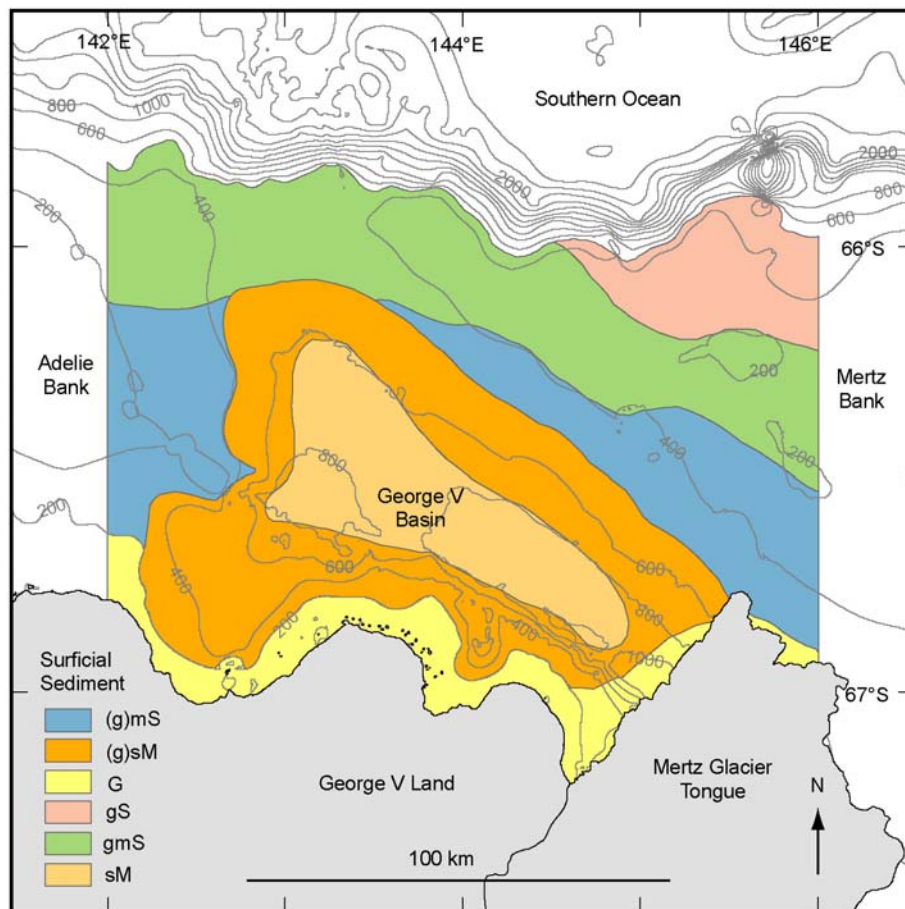 142°E
144°E
146°E
Southern Ocean
800
1000
600
2000
2000
800
600
200
400
66°S
Adelie
Bank
200
Mertz
Bank
400
200
800
George V
Basin
200
600
600
400
800
200
400
1000
Surficial
Sediment
67°S
(g)mS
(g)sM
G
gS
gmS
sM
George V Land
Mertz Glacier
Tongue
N
100 km